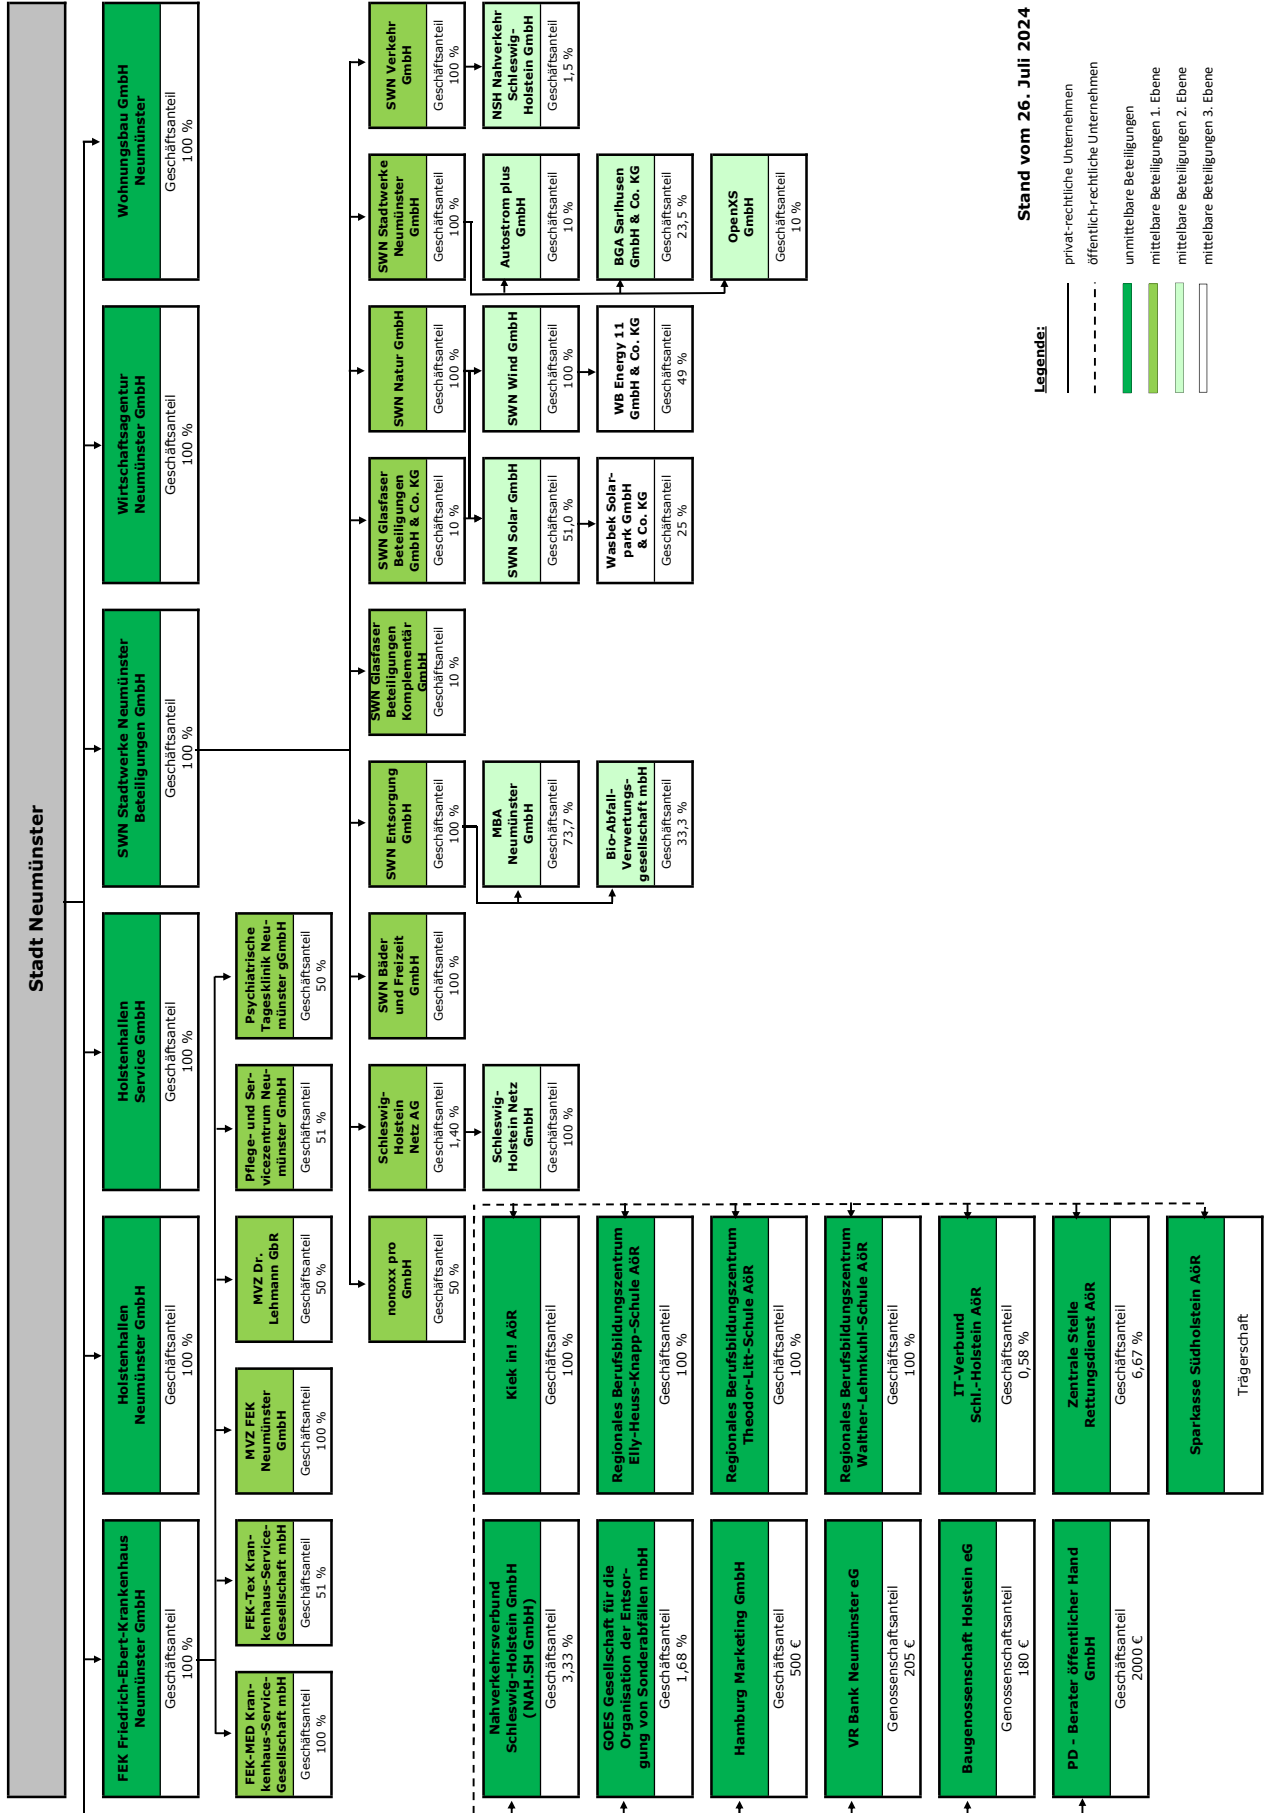 Stadt Neumünster
FEK Friedrich-Ebert-Krankenhaus
Neumünster GmbH
Geschäftsanteil
100 %
Holstenhallen
Neumünster GmbH
Geschäftsanteil
100 %
Holstenhallen
Service GmbH
Geschäftsanteil
100 %
SWN Stadtwerke Neumünster
Beteiligungen GmbH
Geschäftsanteil
100 %
Wirtschaftsagentur
Neumünster GmbH
Geschäftsanteil
100 %
Wohnungsbau GmbH
Neumünster
Geschäftsanteil
100 %
FEK-MED Kran-
kenhaus-Service-
Gesellschaft mbH
Geschäftsanteil
100 %
FEK-Tex Kran-
kenhaus-Service-
Gesellschaft mbH
Geschäftsanteil
51 %
MVZ FEK
Neumünster
GmbH
Geschäftsanteil
100 %
MVZ Dr.
Lehmann GbR
Geschäftsanteil
50 %
Pflege- und Ser-
vicezentrum Neu-
münster GmbH
Geschäftsanteil
51 %
Psychiatrische
Tagesklinik Neu-
münster gGmbH
Geschäftsanteil
50 %
nonoxx pro
GmbH
Geschäftsanteil
50 %
Schleswig-
Holstein
Netz AG
Geschäftsanteil
1,40 %
SWN Bäder
und Freizeit
GmbH
Geschäftsanteil
100 %
SWN Entsorgung
GmbH
Geschäftsanteil
100 %
SWN Glasfaser
Beteiligungen
Komplementär
GmbH
Geschäftsanteil
10 %
SWN Glasfaser
Beteiligungen
GmbH & Co. KG
Geschäftsanteil
10 %
SWN Natur GmbH
Geschäftsanteil
100 %
SWN Stadtwerke
Neumünster
GmbH
Geschäftsanteil
100 %
SWN Verkehr
GmbH
Geschäftsanteil
100 %
Schleswig-
Holstein Netz
GmbH
Geschäftsanteil
100 %
MBA
Neumünster
GmbH
Geschäftsanteil
73,7 %
SWN Solar GmbH
Geschäftsanteil
51,0 %
SWN Wind GmbH
Geschäftsanteil
100 %
Autostrom plus
GmbH
Geschäftsanteil
10 %
NSH Nahverkehr
Schleswig-
Holstein GmbH
Geschäftsanteil
1,5 %
Bio-Abfall-
Verwertungs-
gesellschaft mbH
Geschäftsanteil
33,3 %
Wasbek Solar-
park GmbH
& Co. KG
Geschäftsanteil
25 %
WB Energy 11
GmbH & Co. KG
Geschäftsanteil
49 %
BGA Sarlhusen
GmbH & Co. KG
Geschäftsanteil
23,5 %
OpenXS
GmbH
Geschäftsanteil
10 %
Nahverkehrsverbund
Schleswig-Holstein GmbH
(NAH.SH GmbH)
Geschäftsanteil
3,33 %
Kiek in! AöR
Geschäftsanteil
100 %
GOES Gesellschaft für die
Organisation der Entsor-
gung von Sonderabfällen mbH
Geschäftsanteil
1,68 %
Regionales Berufsbildungszentrum
Elly-Heuss-Knapp-Schule AöR
Geschäftsanteil
100 %
Hamburg Marketing GmbH
Geschäftsanteil
500 €
Regionales Berufsbildungszentrum
Theodor-Litt-Schule AöR
Geschäftsanteil
100 %
VR Bank Neumünster eG
Genossenschaftsanteil
205 €
Regionales Berufsbildungszentrum
Walther-Lehmkuhl-Schule AöR
Geschäftsanteil
100 %
Baugenossenschaft Holstein eG
Genossenschaftsanteil
180 €
IT-Verbund
Schl.-Holstein AöR
Geschäftsanteil
0,58 %
PD - Berater öffentlicher Hand
GmbH
Geschäftsanteil
2000 €
Zentrale Stelle
Rettungsdienst AöR
Geschäftsanteil
6,67 %
Sparkasse Südholstein AöR
Trägerschaft
Stand vom 26. Juli 2024
Legende:
privat-rechtliche Unternehmen
öffentlich-rechtliche Unternehmen
unmittelbare Beteiligungen
mittelbare Beteiligungen 1. Ebene
mittelbare Beteiligungen 2. Ebene
mittelbare Beteiligungen 3. Ebene